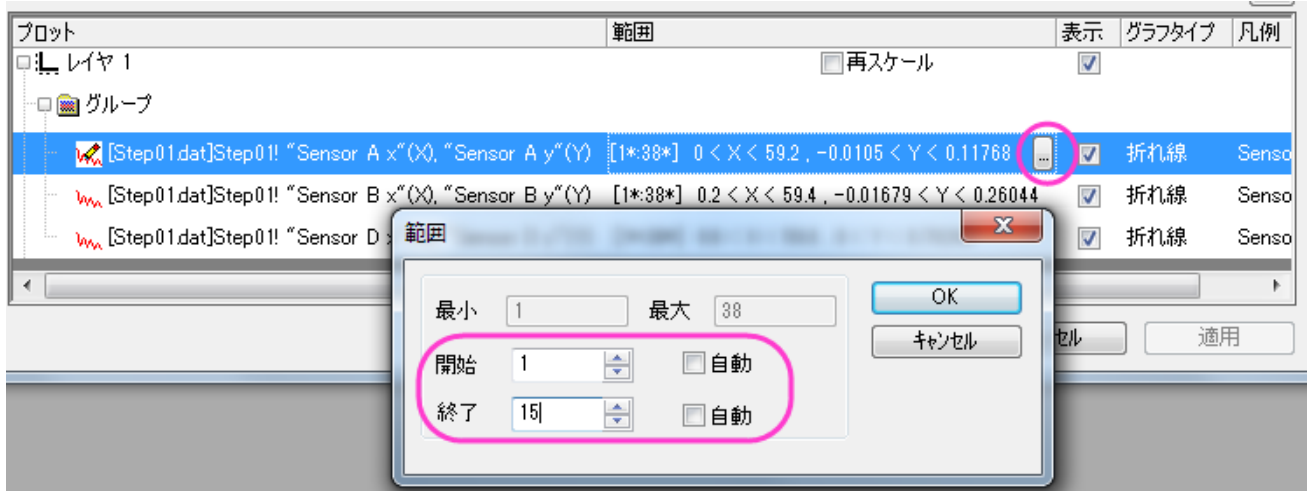 プロット 範囲 表示 グラフタイプ 凡例
レイヤ 1 再スケール
グループ
[Step01.dat]Step01! "Sensor A x"(X), "Sensor A y"(Y) [1*:38*] 0 < X < 59.2 , -0.0105 < Y < 0.11768 ... 折れ線 Senso
[Step01.dat]Step01! "Sensor B x"(X), "Sensor B y"(Y) [1*:38*] 0.2 < X < 59.4 , -0.01679 < Y < 0.26044 折れ線 Senso
[Step01.dat]Step01! "Sensor D 折れ線 Senso
範囲
最小 1 最大 38 OK
キャンセル
開始 1 自動
終了 15 自動
セル 適用